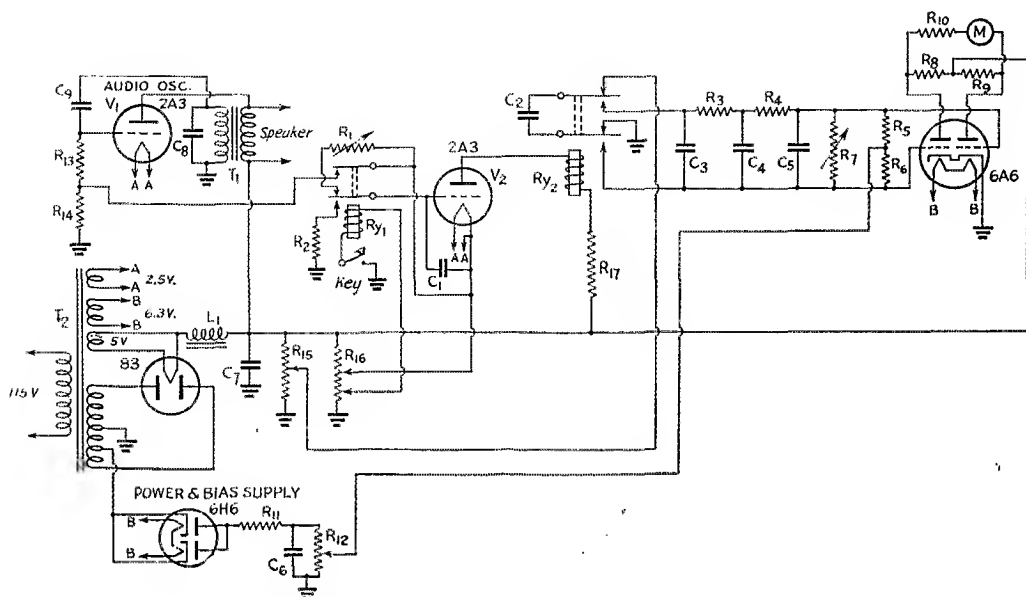 R10
M
R8
R9
C9
AUDIO OSC.
V1
2A3
C8
T1
Speaker
R13
R14
R1
2A3
V2
R2
Ry1
Key
A A
A A
C1
C2
Ry2
R17
R3
R4
C3
C4
C5
R7
R5
R6
6A6
B
B
T2
A
2.5V.
A
B
6.3V.
B
5V
L1
83
115V
C7
R15
R16
POWER & BIAS SUPPLY
6H6
B
B
R11
R12
C6